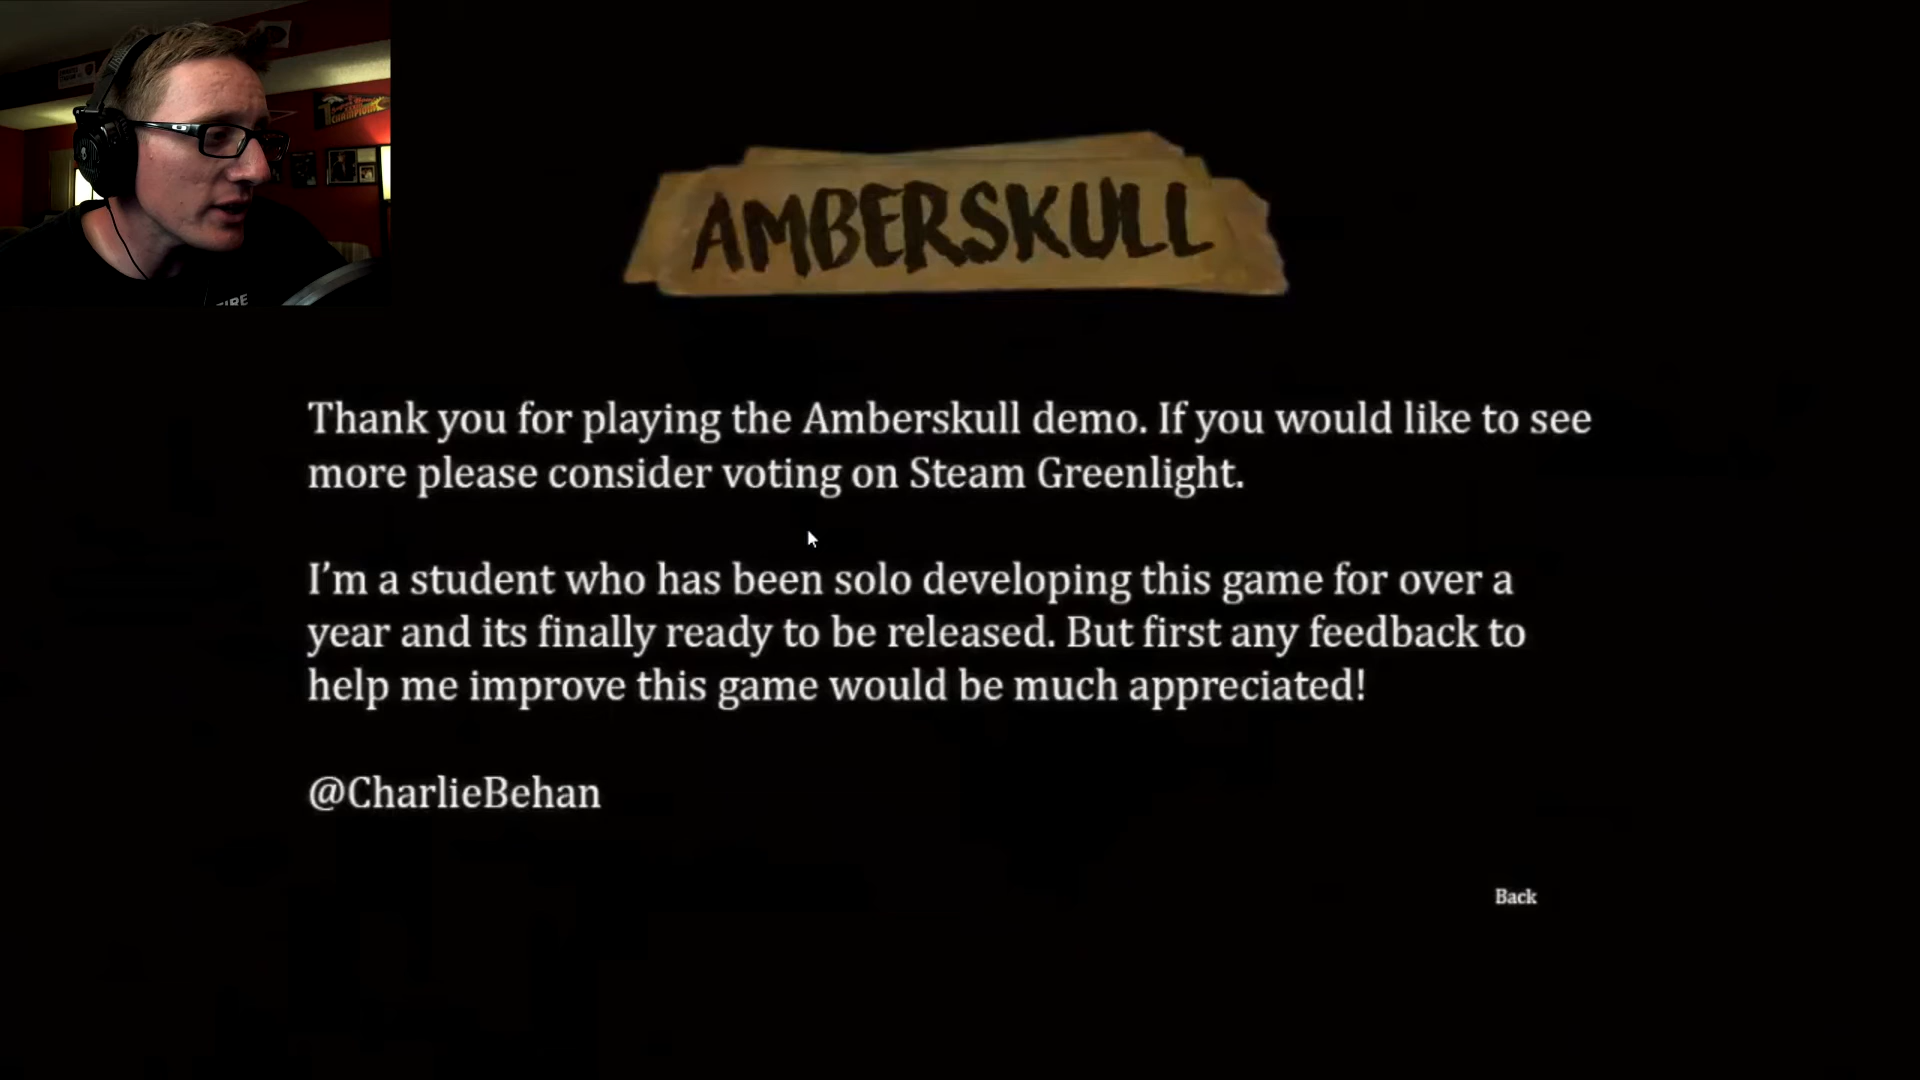 AMBERSKULL
Thank you for playing the Amberskull demo. If you would like to see
more please consider voting on Steam Greenlight.
I'm a student who has been solo developing this game for over a
year and its finally ready to be released. But first any feedback to
help me improve this game would be much appreciated!
@CharlieBehan
Back